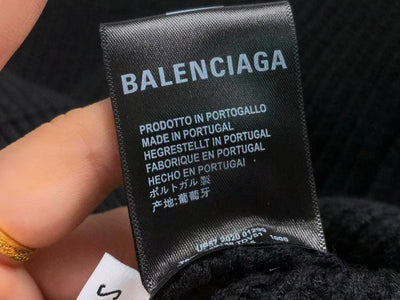 BALENCIAGA
PRODOTTO IN PORTOGALLO
MADE IN PORTUGAL
HEGRESTELLT IN PORTUGAL
FABORIQUE EN PORTUGAL
HECHO EN PORTUGAL
ポルトガル製
产地:葡萄牙
S